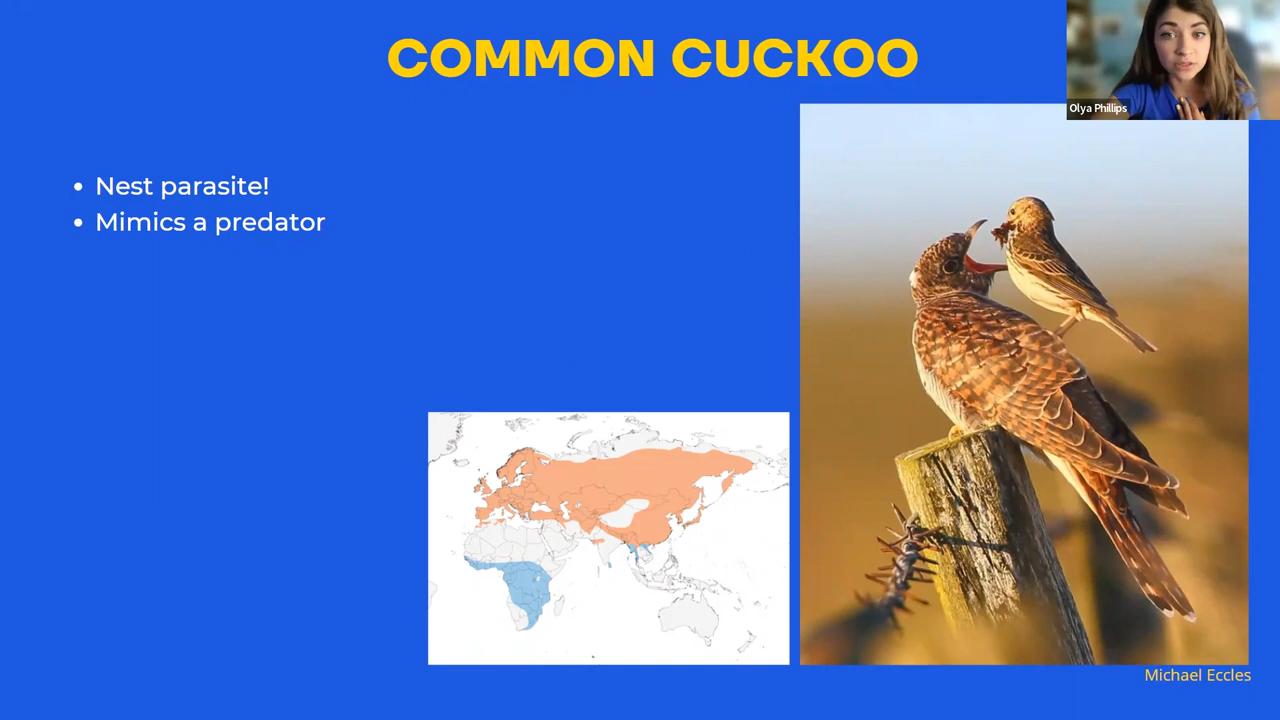 COMMON CUCKOO
Olya Phillips
• Nest parasite!
• Mimics a predator
Michael Eccles